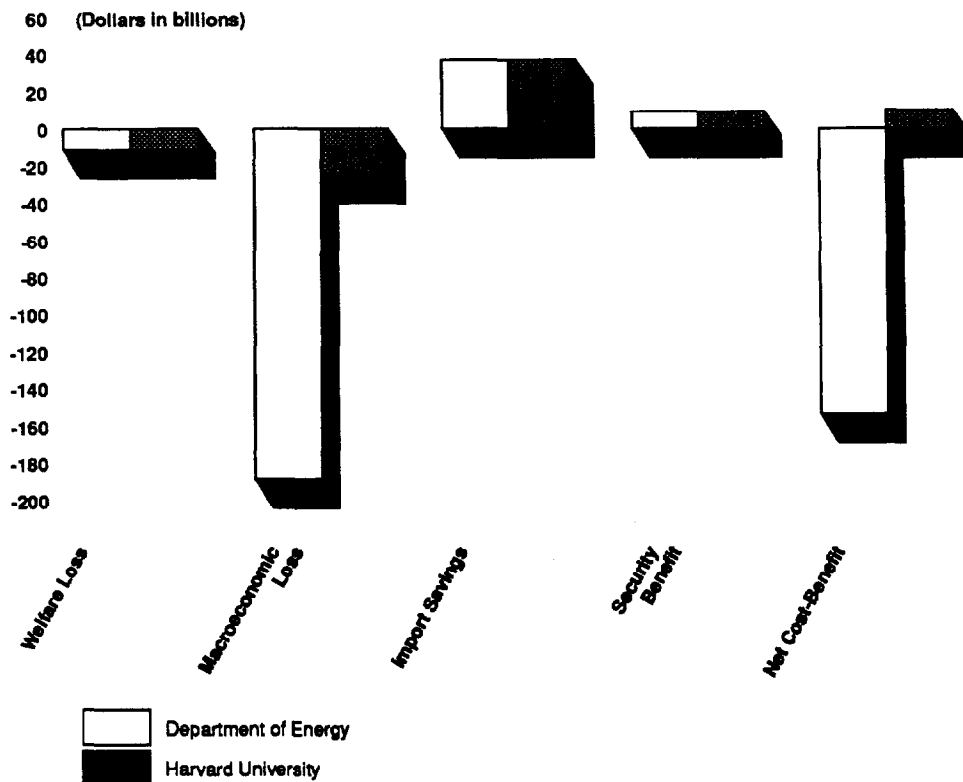 60 (Dollars in billions)
40
20
0
-20
-40
-60
-80
-100
-120
-140
-160
-180
-200
Welfare Loss
Macroeconomic
Loss
Import Savings
Security
Benefit
Net Cost-Benefit
Department of Energy
Harvard University